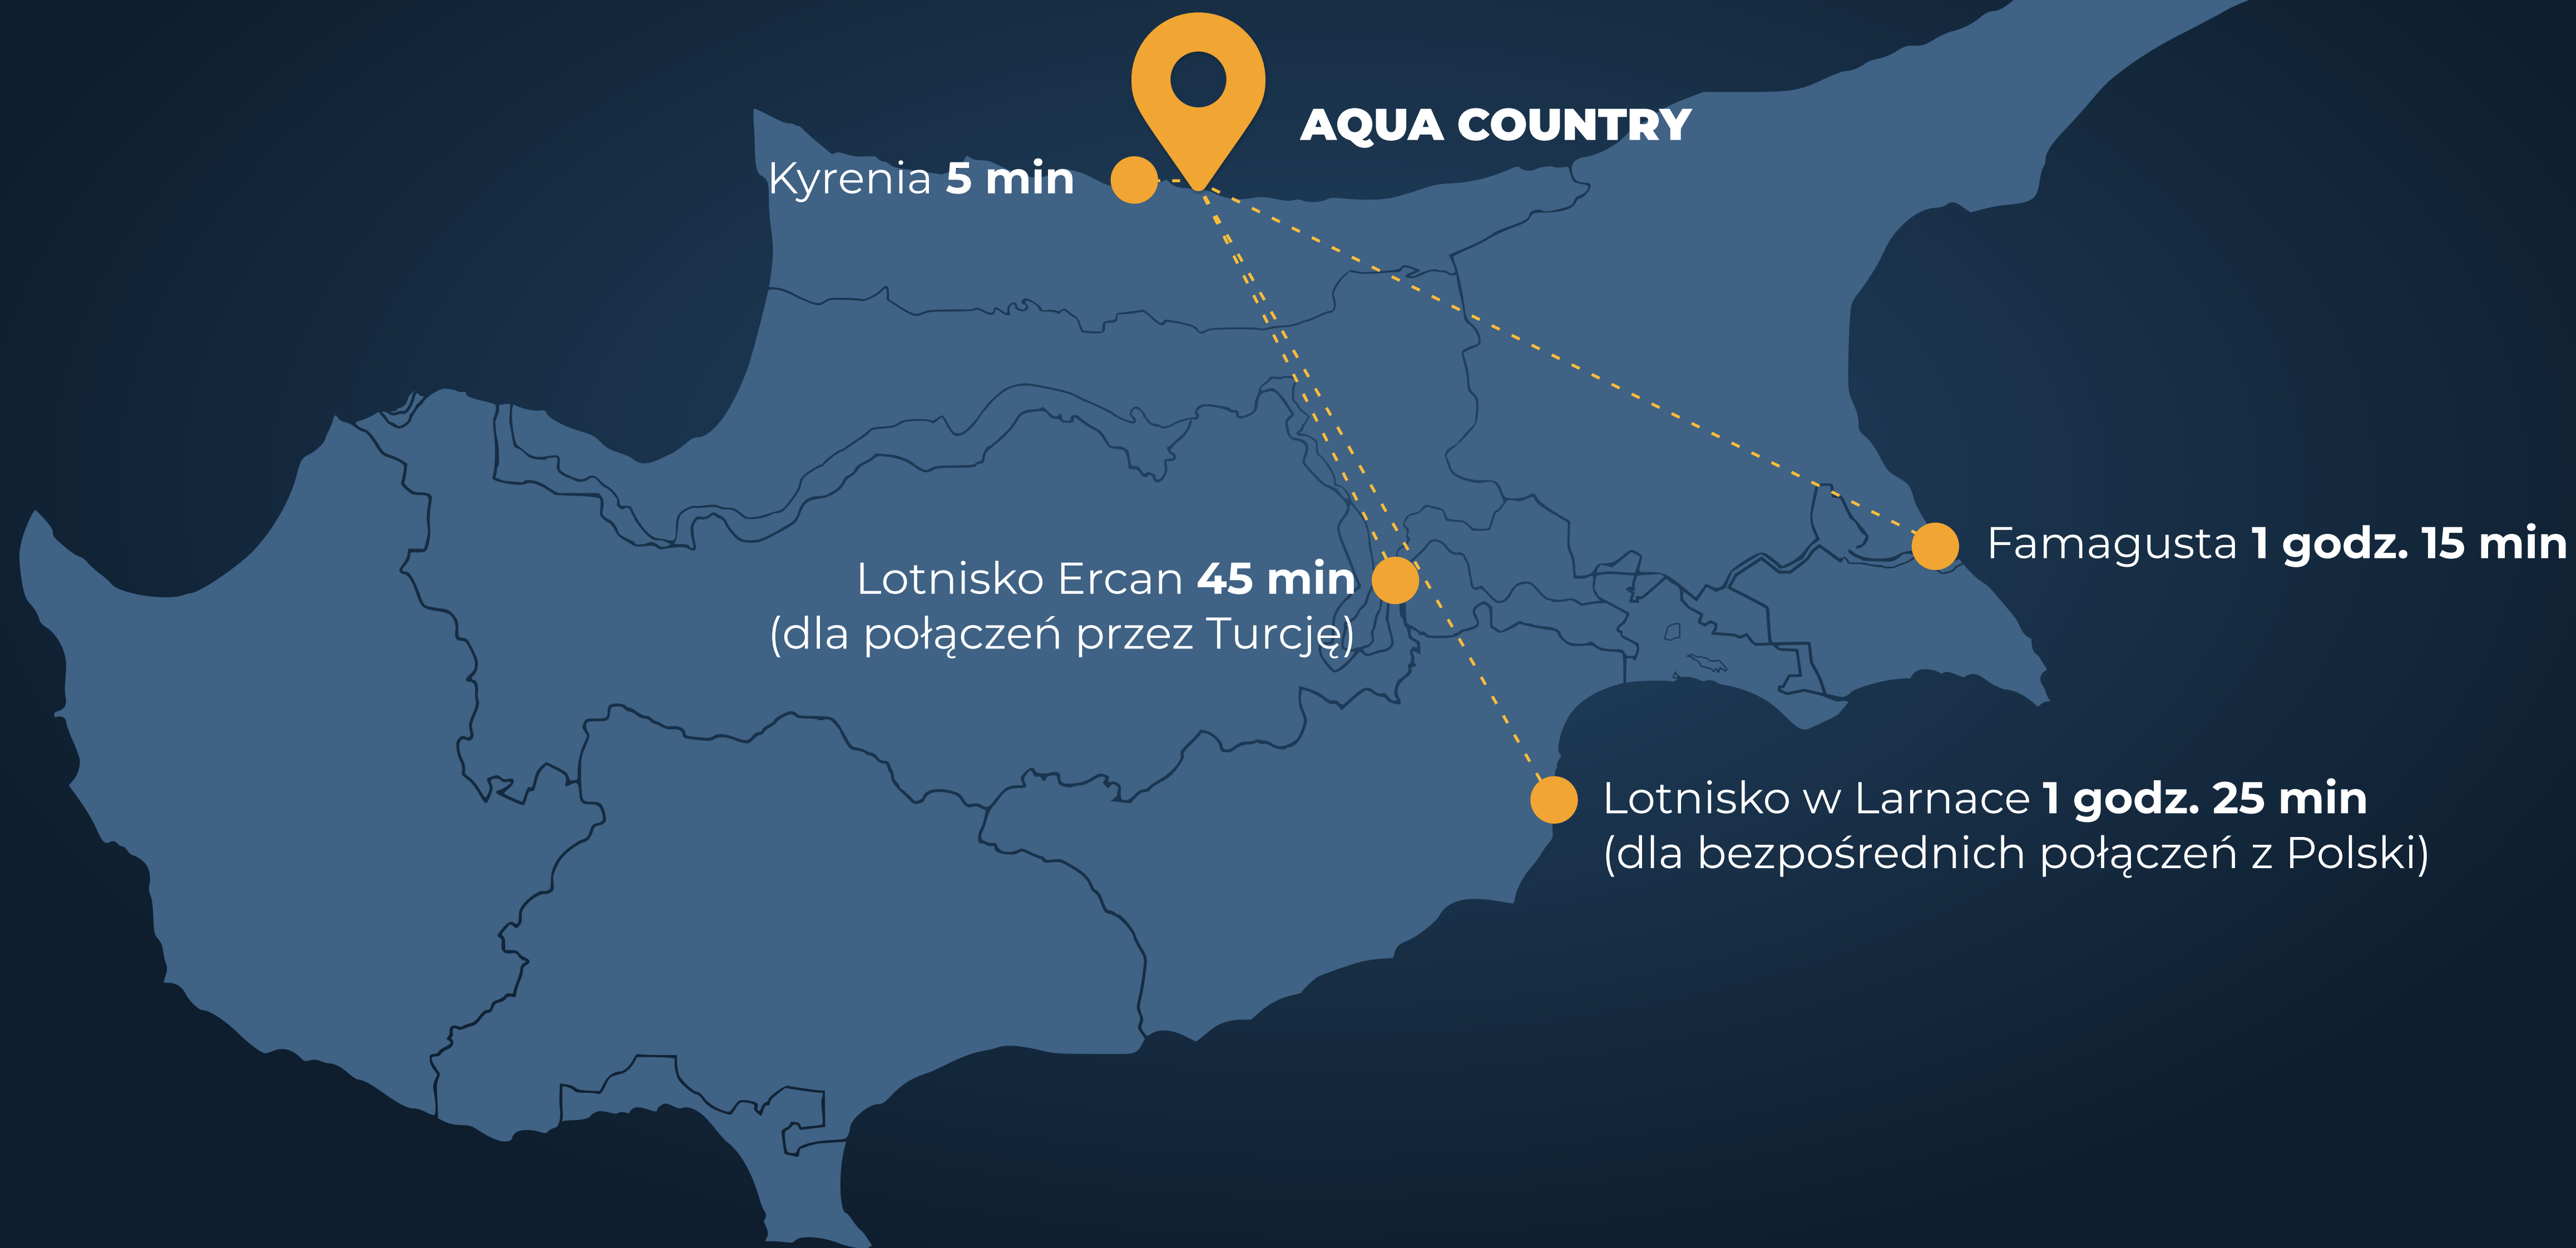 AQUA COUNTRY
Kyrenia 5 min
Famagusta 1 godz. 15 min
Lotnisko Ercan 45 min
(dla połączeń przez Turcję)
Lotnisko w Larnace 1 godz. 25 min
(dla bezpośrednich połączeń z Polski)